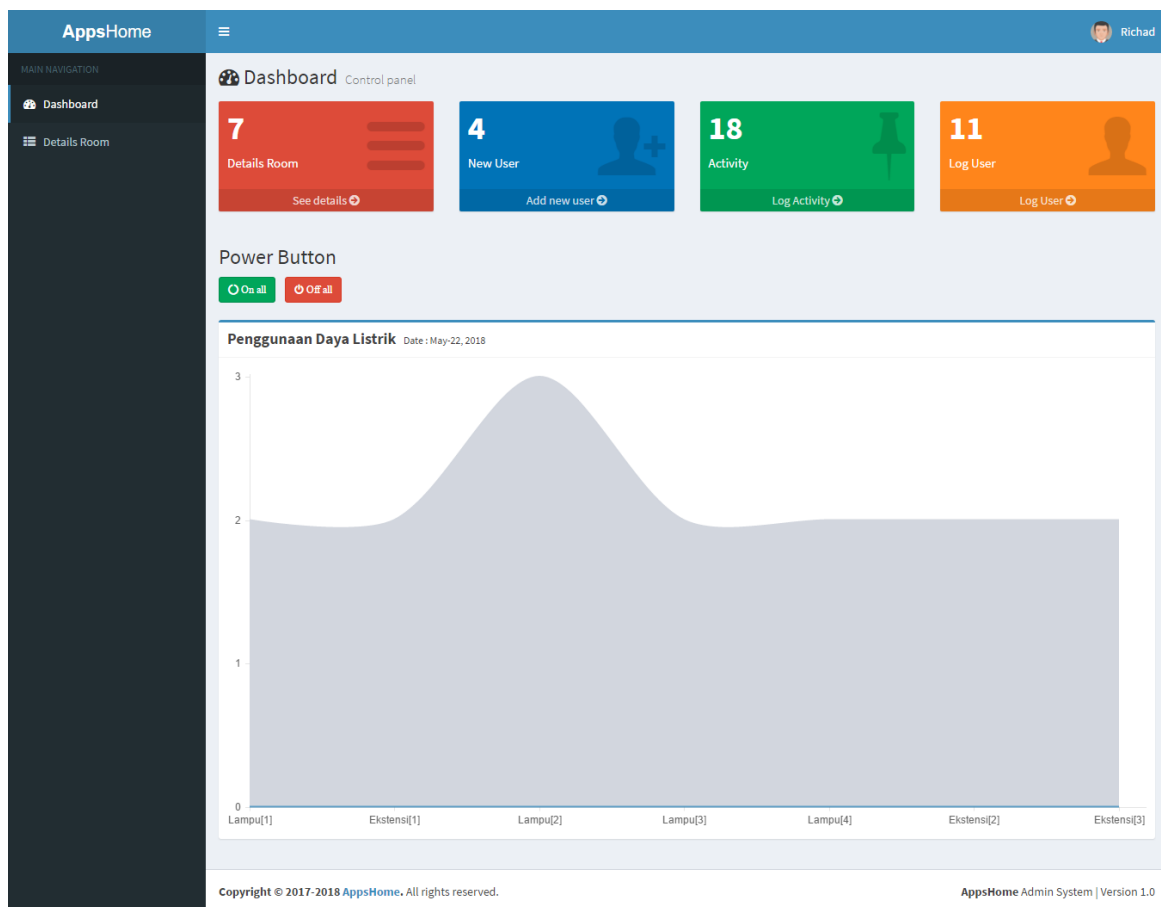 AppsHome
Richad
MAIN NAVIGATION
Dashboard
Details Room
Dashboard Control panel
7
Details Room
See details
4
New User
Add new user
18
Activity
Log Activity
11
Log User
Log User
Power Button
On all
Off all
Penggunaan Daya Listrik Date : May-22, 2018
3
2
1
0
Lampu[1] Ekstensi[1] Lampu[2] Lampu[3] Lampu[4] Ekstensi[2] Ekstensi[3]
Copyright © 2017-2018 AppsHome. All rights reserved.
AppsHome Admin System | Version 1.0